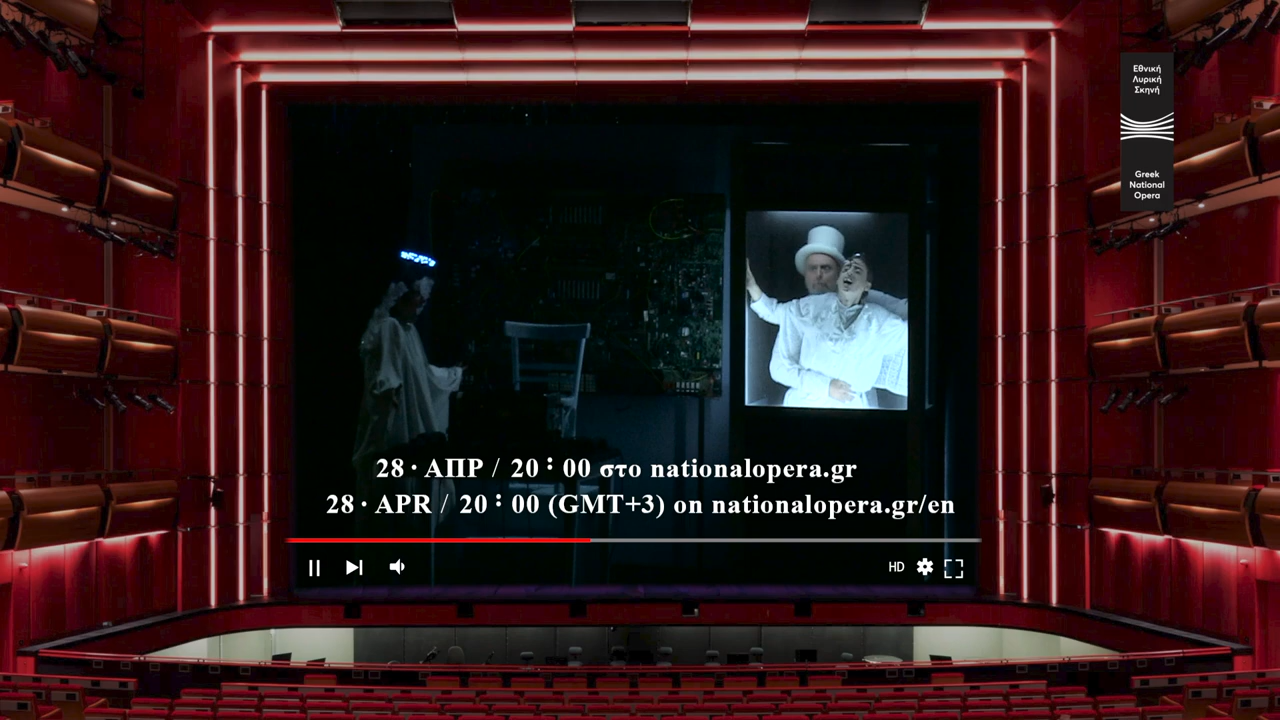 Εθνική
Λυρική
Σκηνή
Greek
National
Opera
28· ΑΠΡ / 20 : 00 στο nationalopera.gr
28· APR / 20 : 00 (GMT+3) on nationalopera.gr/en
HD